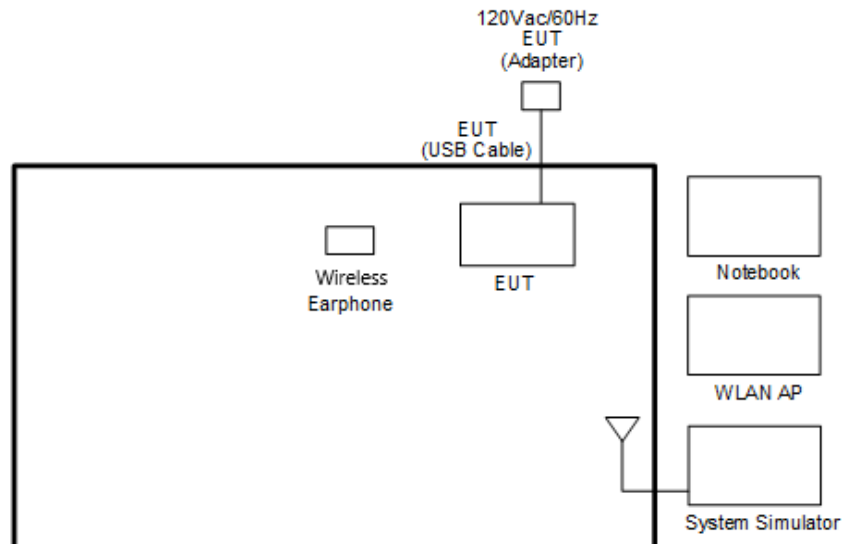 120Vac/60Hz
EUT
(Adapter)
EUT
(USB Cable)
Wireless
Earphone
EUT
Notebook
WLAN AP
System Simulator